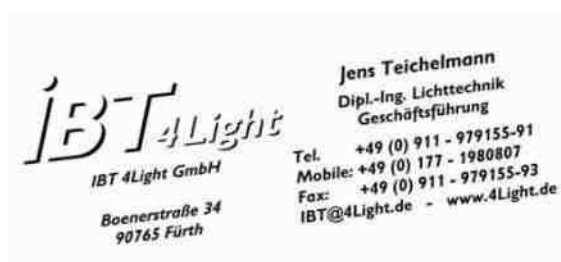 iBT 4Light
IBT 4Light GmbH
Boenerstraße 34
90765 Fürth
Jens Teichelmann
Dipl.-Ing. Lichttechnik
Geschäftsführung
Tel. +49 (0) 911 - 979155-91
Mobile: +49 (0) 177 - 1980807
Fax: +49 (0) 911 - 979155-93
IBT@4Light.de - www.4Light.de